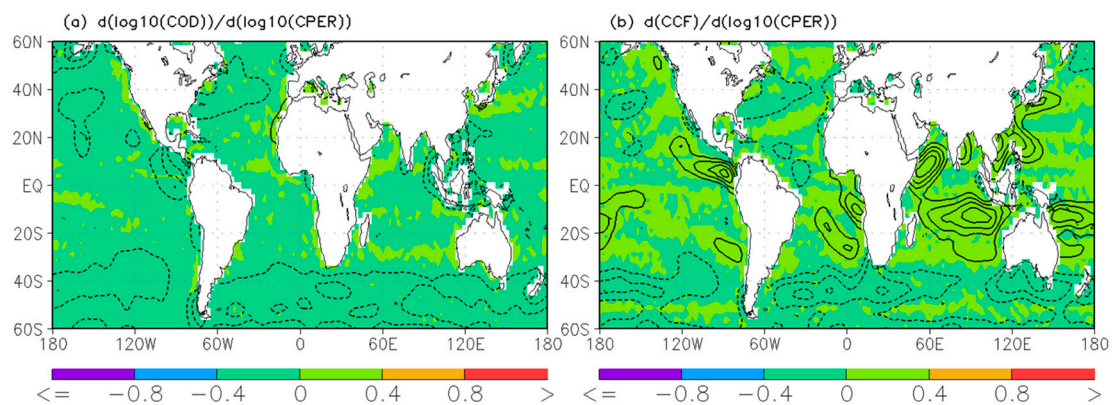 (a) d(log10(COD))/d(log10(CPER))
(b) d(CCF)/d(log10(CPER))
60N 60N
40N 40N
20N 20N
EQ EQ
20S 20S
40S 40S
60S 60S
180 120W 60W 0 60E 120E 180 180 120W 60W 0 60E 120E 180
<= −0.8 −0.4 0 0.4 0.8 > <= −0.8 −0.4 0 0.4 0.8 >